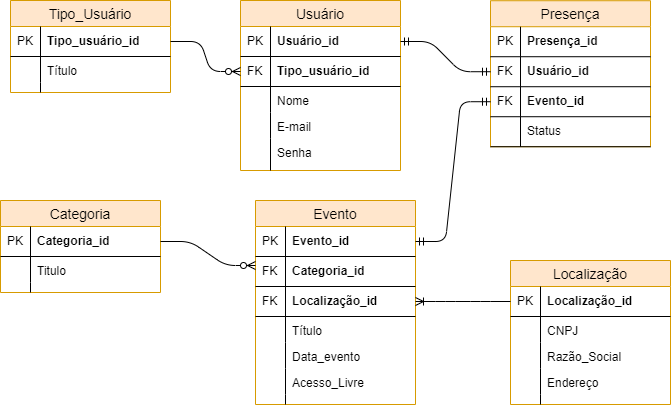 Tipo_Usuário
PK Tipo_usuário_id
Título
Usuário
PK Usuário_id
FK Tipo_usuário_id
Nome
E-mail
Senha
Presença
PK Presença_id
FK Usuário_id
FK Evento_id
Status
Categoria
PK Categoria_id
Titulo
Evento
PK Evento_id
FK Categoria_id
FK Localização_id
Título
Data_evento
Acesso_Livre
Localização
PK Localização_id
CNPJ
Razão_Social
Endereço